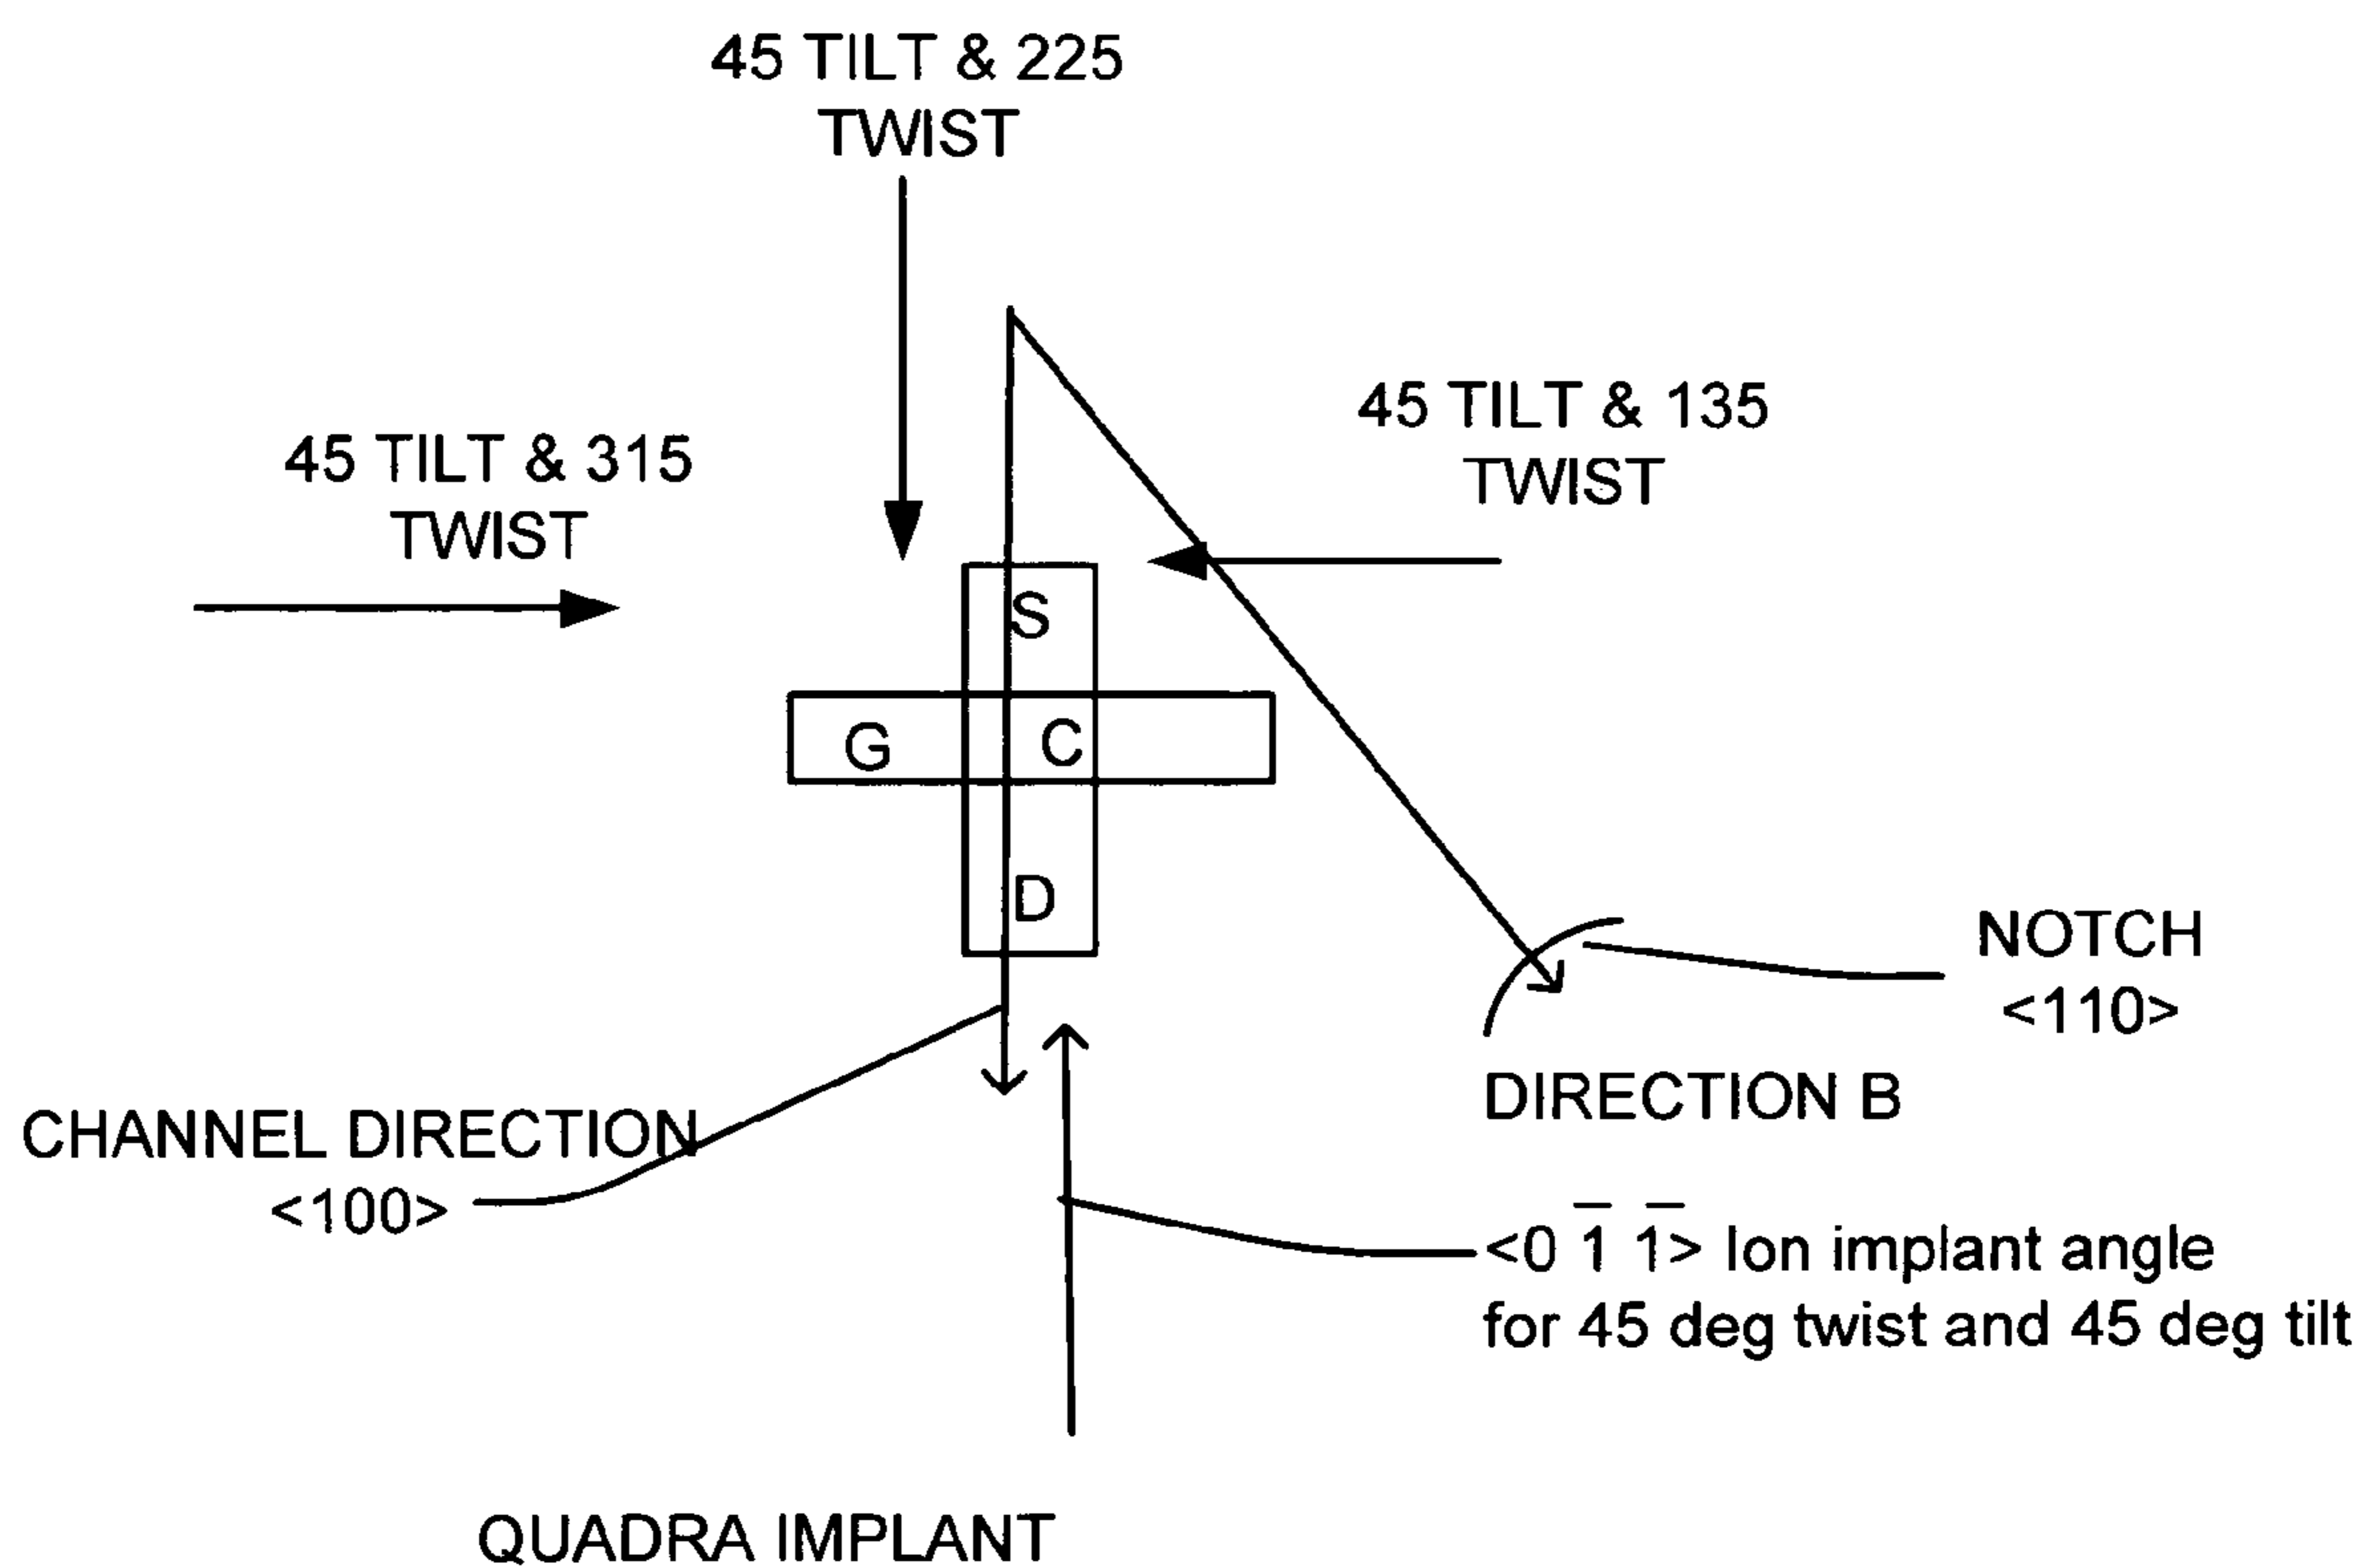 45 TILT & 225
TWIST
45 TILT & 135
TWIST
45 TILT & 315
TWIST
S
G
C
D
NOTCH
<110>
DIRECTION B
CHANNEL DIRECTION
<100>
<0 1̅ 1̅> Ion implant angle
for 45 deg twist and 45 deg tilt
QUADRA IMPLANT